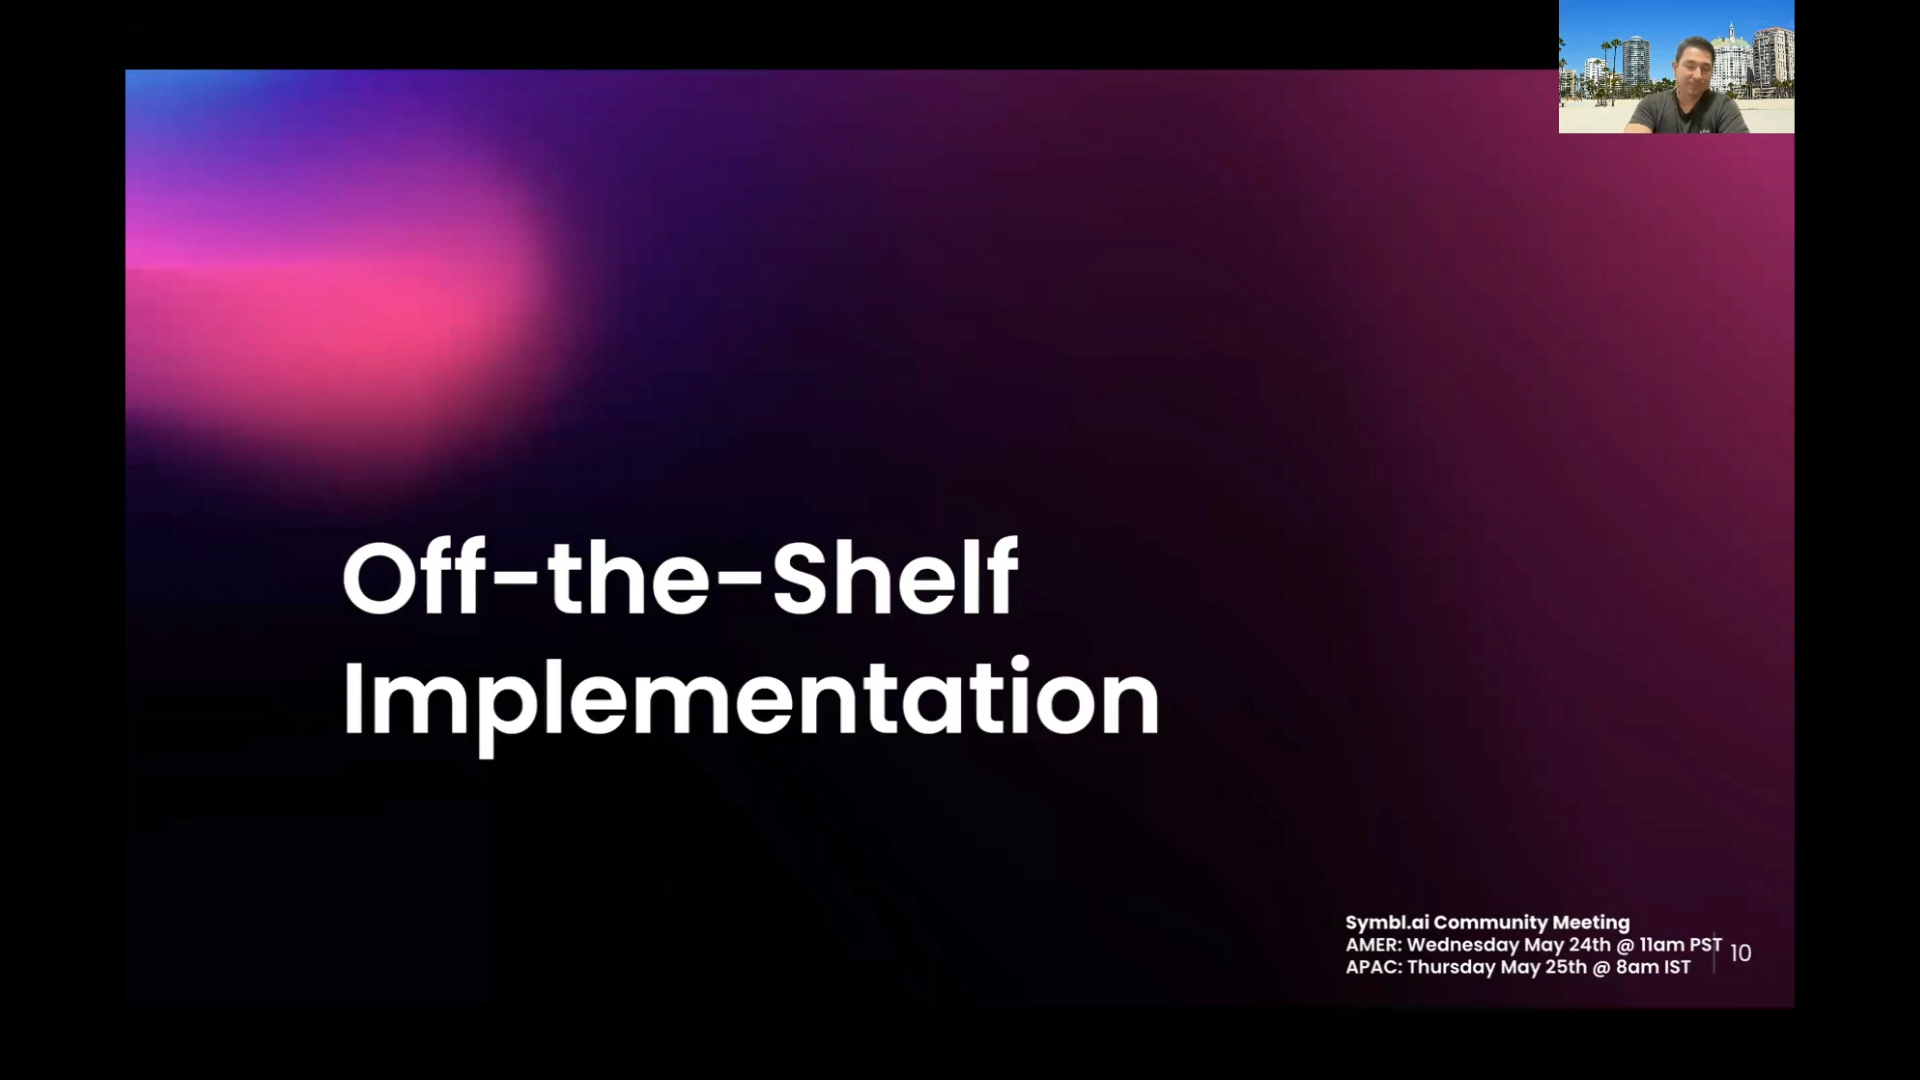 Off-the-Shelf
Implementation
Symbl.ai Community Meeting
AMER: Wednesday May 24th @ 11am PST
APAC: Thursday May 25th @ 8am IST
10